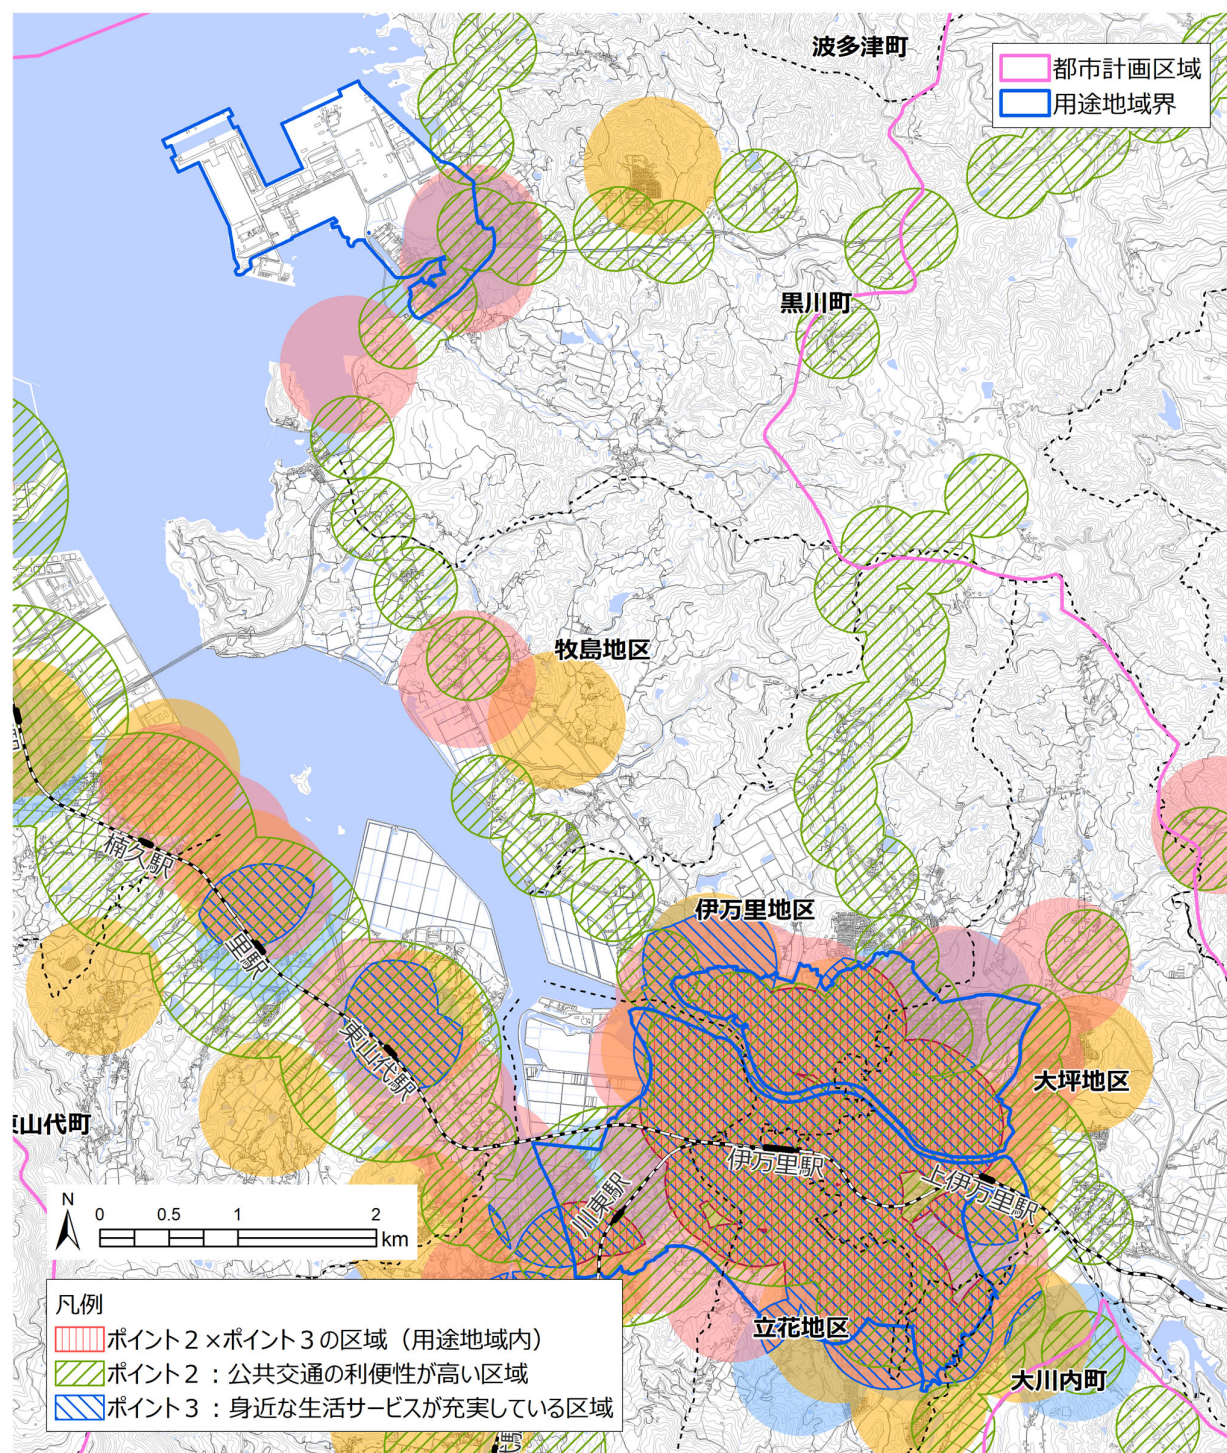 波多津町
都市計画区域
用途地域界
黒川町
牧島地区
楠久駅
里駅
伊万里地区
東山代駅
大坪地区
伊万里駅
上伊万里駅
川東駅
N
0 0.5 1 2
km
立花地区
大川内町
凡例
ポイント2×ポイント3の区域（用途地域内）
ポイント2：公共交通の利便性が高い区域
ポイント3：身近な生活サービスが充実している区域